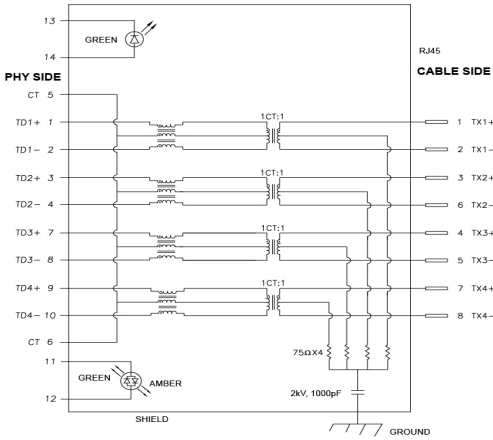 13
GREEN
14
RJ45
PHY SIDE
CABLE SIDE
CT 5
TD1+ 1
1CT:1
1 TX1+
TD1- 2
2 TX1-
TD2+ 3
1CT:1
3 TX2+
TD2- 4
6 TX2-
TD3+ 7
1CT:1
4 TX3+
TD3- 8
5 TX3-
TD4+ 9
1CT:1
7 TX4+
TD4- 10
8 TX4-
CT 6
11
75ΩX4
GREEN
AMBER
12
2kV, 1000pF
SHIELD
GROUND